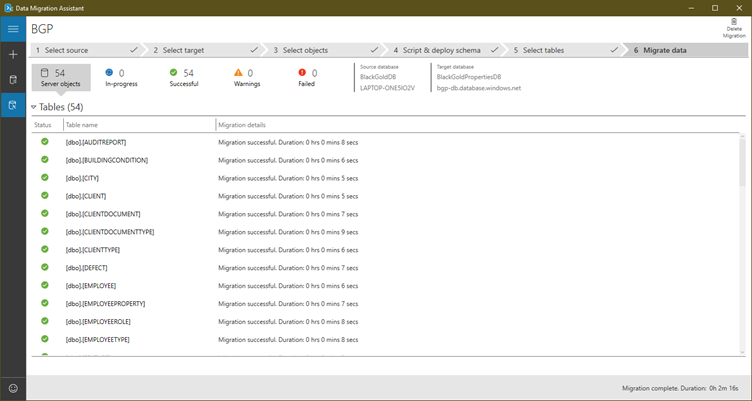 Data Migration Assistant
BGP
Delete
Migration
1 Select source
2 Select target
3 Select objects
4 Script & deploy schema
5 Select tables
6 Migrate data
54
Server objects
0
In-progress
54
Successful
0
Warnings
0
Failed
Source database
BlackGoldDB
LAPTOP-ONE5IO2V
Target database
BlackGoldPropertiesDB
bgp-db.database.windows.net
Tables (54)
Status Table name Migration details
[dbo].[AUDITREPORT] Migration successful. Duration: 0 hrs 0 mins 8 secs
[dbo].[BUILDINGCONDITION] Migration successful. Duration: 0 hrs 0 mins 6 secs
[dbo].[CITY] Migration successful. Duration: 0 hrs 0 mins 5 secs
[dbo].[CLIENT] Migration successful. Duration: 0 hrs 0 mins 5 secs
[dbo].[CLIENTDOCUMENT] Migration successful. Duration: 0 hrs 0 mins 7 secs
[dbo].[CLIENTDOCUMENTTYPE] Migration successful. Duration: 0 hrs 0 mins 9 secs
[dbo].[CLIENTTYPE] Migration successful. Duration: 0 hrs 0 mins 6 secs
[dbo].[DEFECT] Migration successful. Duration: 0 hrs 0 mins 7 secs
[dbo].[EMPLOYEE] Migration successful. Duration: 0 hrs 0 mins 6 secs
[dbo].[EMPLOYEEPROPERTY] Migration successful. Duration: 0 hrs 0 mins 7 secs
[dbo].[EMPLOYEEROLE] Migration successful. Duration: 0 hrs 0 mins 8 secs
[dbo].[EMPLOYEETYPE] Migration successful. Duration: 0 hrs 0 mins 8 secs
Migration complete. Duration: 0h 2m 16s